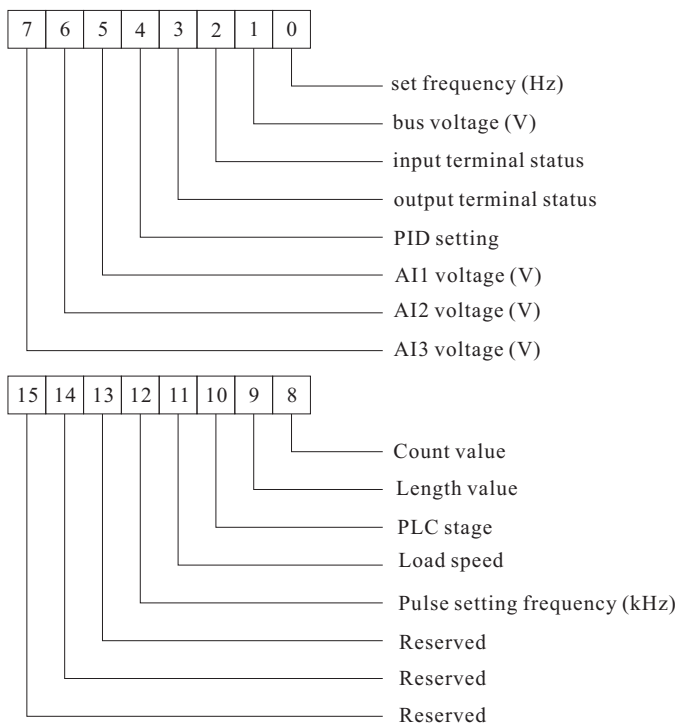 7 6 5 4 3 2 1 0
set frequency (Hz)
bus voltage (V)
input terminal status
output terminal status
PID setting
AI1 voltage (V)
AI2 voltage (V)
AI3 voltage (V)
15 14 13 12 11 10 9 8
Count value
Length value
PLC stage
Load speed
Pulse setting frequency (kHz)
Reserved
Reserved
Reserved